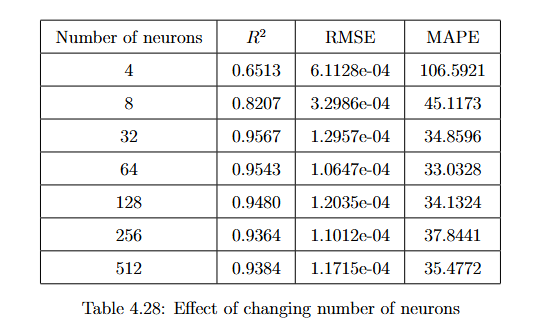 Number of neurons R² RMSE MAPE
4 0.6513 6.1128e-04 106.5921
8 0.8207 3.2986e-04 45.1173
32 0.9567 1.2957e-04 34.8596
64 0.9543 1.0647e-04 33.0328
128 0.9480 1.2035e-04 34.1324
256 0.9364 1.1012e-04 37.8441
512 0.9384 1.1715e-04 35.4772
Table 4.28: Effect of changing number of neurons